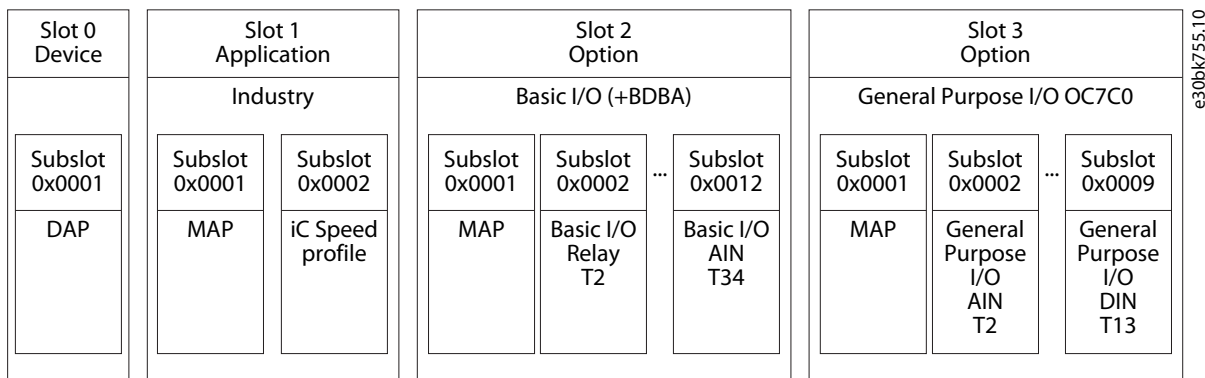 Slot 0
Device
Subslot
0x0001
DAP
Slot 1
Application
Industry
Subslot
0x0001
MAP
Subslot
0x0002
iC Speed
profile
Slot 2
Option
Basic I/O (+BDBA)
Subslot
0x0001
MAP
Subslot
0x0002
Basic I/O
Relay
T2
...
Subslot
0x0012
Basic I/O
AIN
T34
Slot 3
Option
General Purpose I/O OC7C0
Subslot
0x0001
MAP
Subslot
0x0002
General
Purpose
I/O
AIN
T2
...
Subslot
0x0009
General
Purpose
I/O
DIN
T13
e30bk755.10